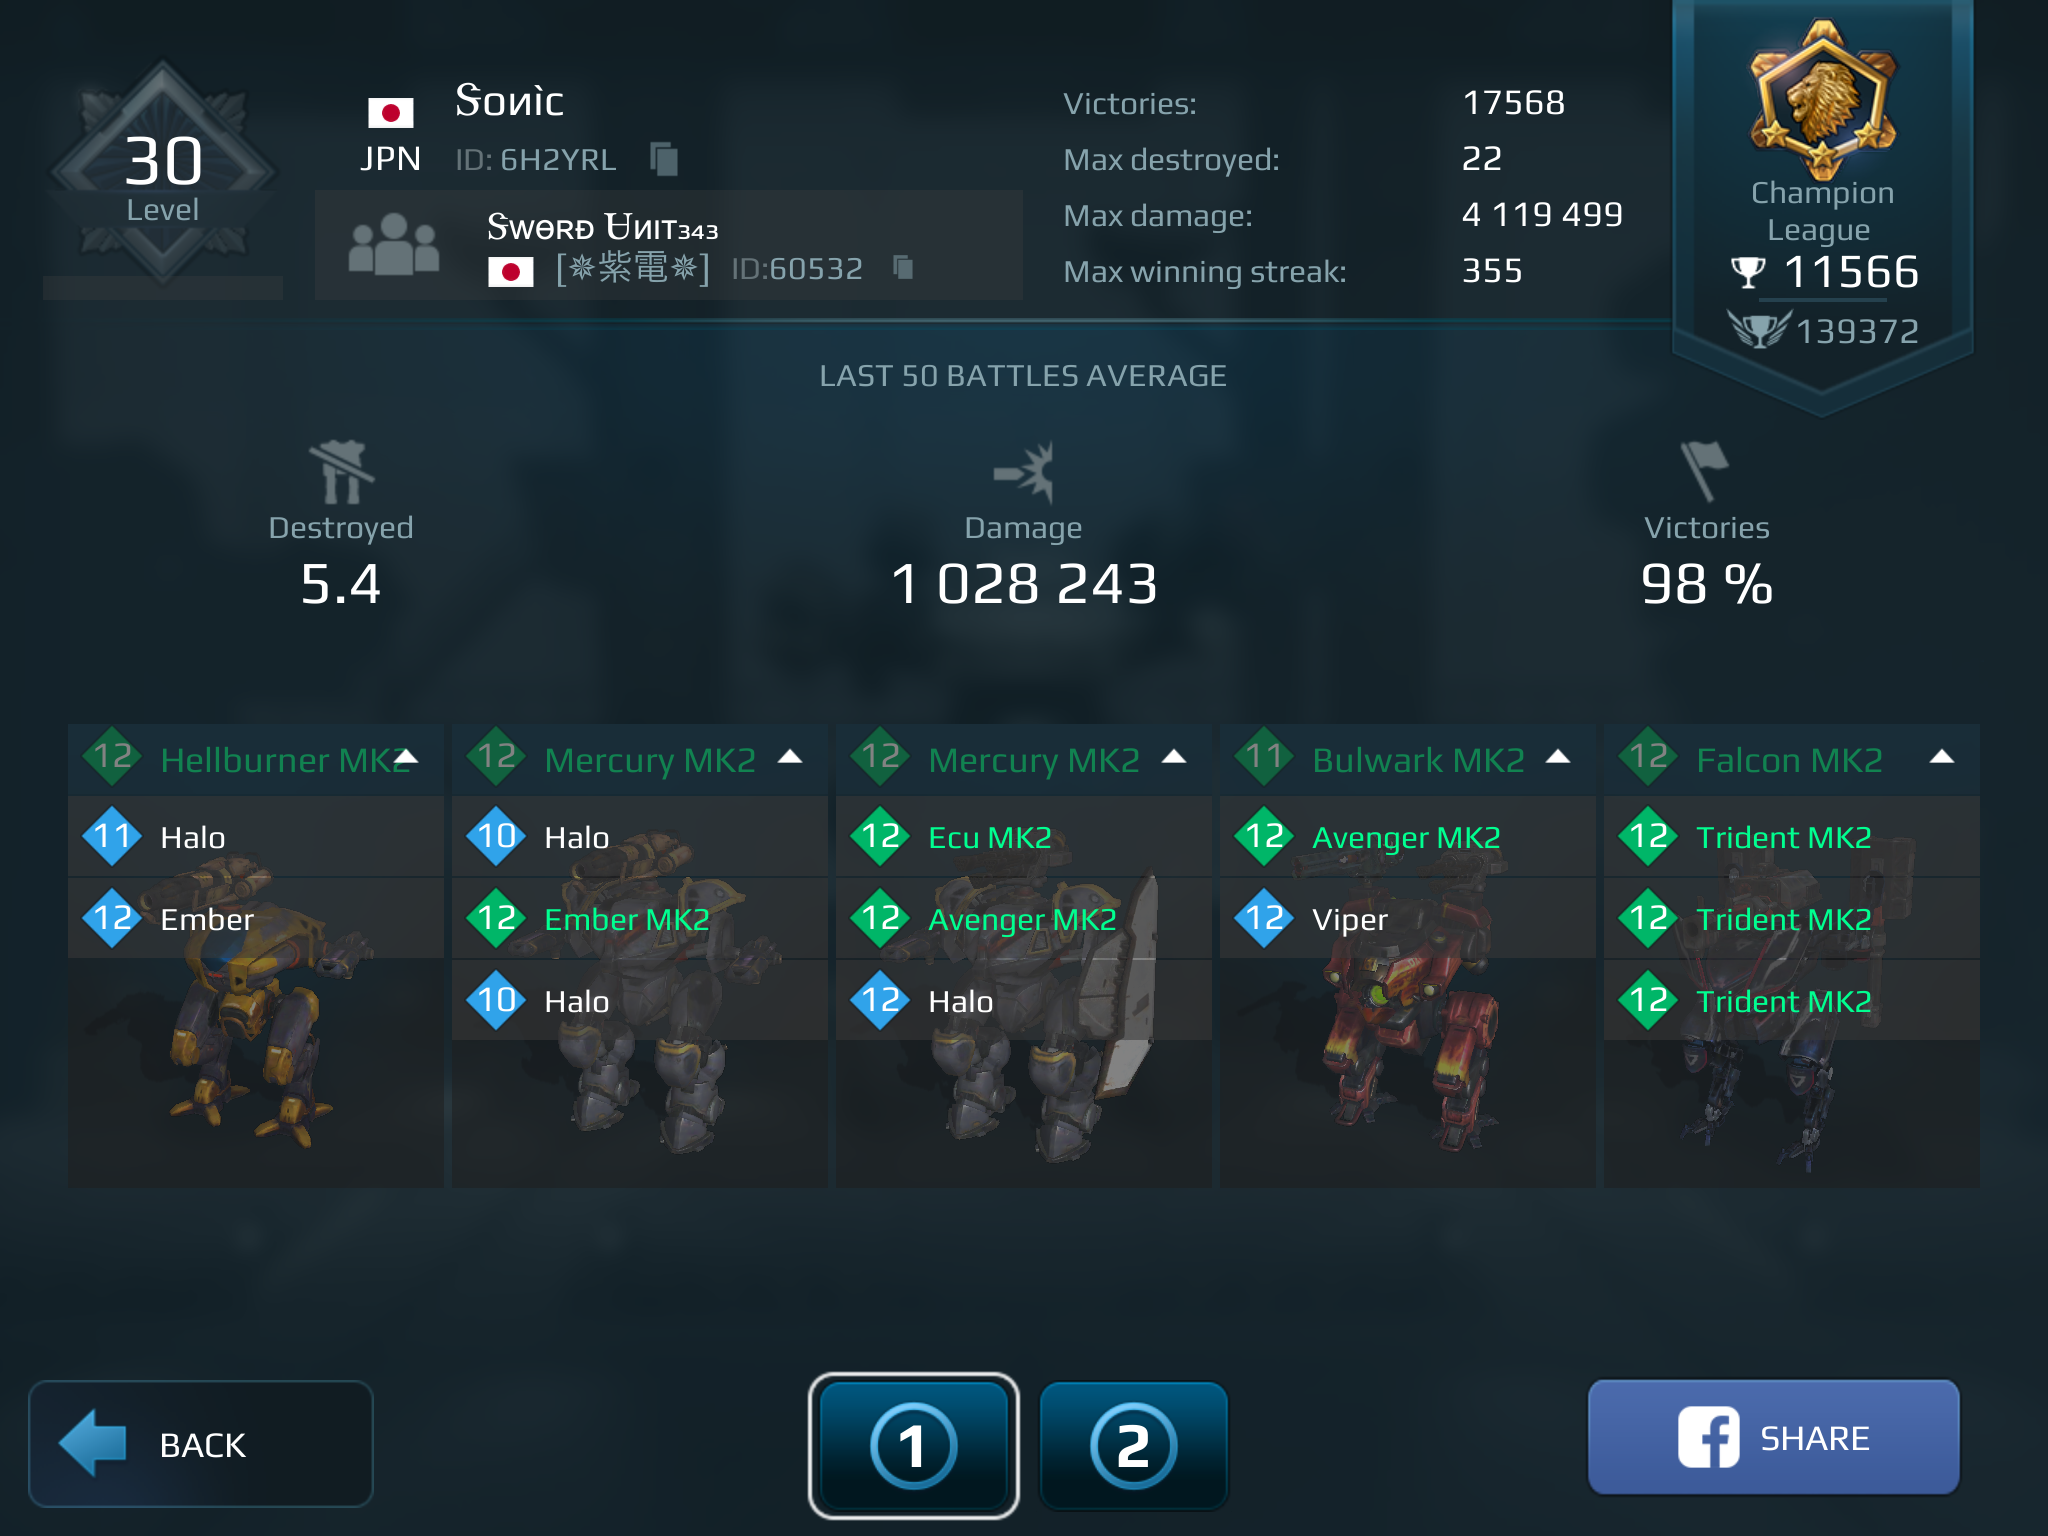 30
Level
JPN
Sоиìс
ID: 6H2YRL
SwѳRĐ UиIT343
[✵紫電✵] ID:60532
Victories: 17568
Max destroyed: 22
Max damage: 4 119 499
Max winning streak: 355
Champion
League
11566
139372
LAST 50 BATTLES AVERAGE
Destroyed
5.4
Damage
1 028 243
Victories
98 %
12 Hellburner MK2
11 Halo
12 Ember
12 Mercury MK2
10 Halo
12 Ember MK2
10 Halo
12 Mercury MK2
12 Ecu MK2
12 Avenger MK2
12 Halo
11 Bulwark MK2
12 Avenger MK2
12 Viper
12 Falcon MK2
12 Trident MK2
12 Trident MK2
12 Trident MK2
BACK
1
2
SHARE